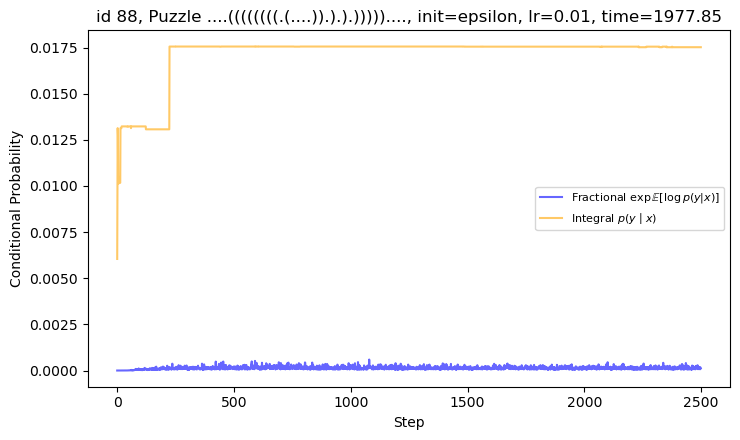 id 88, Puzzle ....((((((((.(....)).).).)))))...., init=epsilon, lr=0.01, time=1977.85
Conditional Probability
0.0175
0.0150
0.0125
0.0100
0.0075
0.0050
0.0025
0.0000
Fractional exp𝔼[log p(y|x)]
Integral p(y | x)
0 500 1000 1500 2000 2500
Step